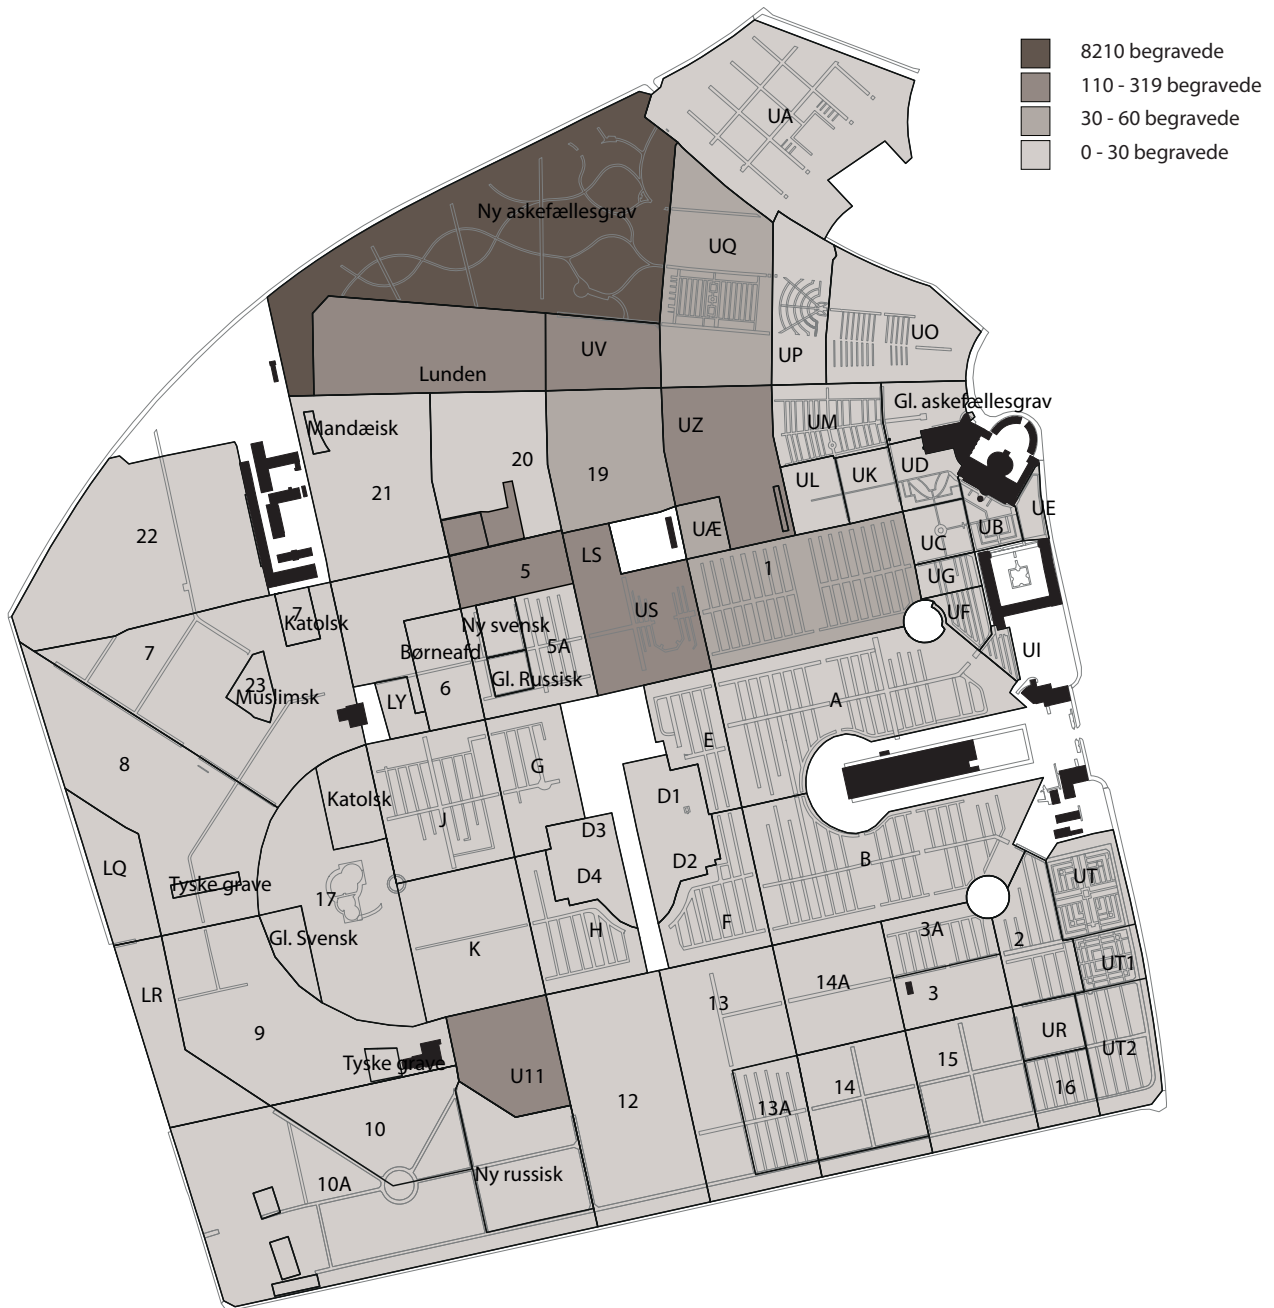 8210 begravede
110 - 319 begravede
30 - 60 begravede
0 - 30 begravede
UA
Ny askefællesgrav
UQ
UO
UV
UP
Lunden
Gl. askefællesgrav
Mandæisk
UZ
UM
20
19
UL
UK
UD
21
UE
22
UÆ
UB
UC
LS
1
5
UG
US
UF
7
Katolsk
Ny svensk
5A
Børneafd
UI
7
23
Muslimsk
Gl. Russisk
6
LY
A
E
8
G
D1
Katolsk
J
D3
B
D2
LQ
Tyske grave
D4
UT
17
F
H
3A
Gl. Svensk
2
K
UT1
14A
LR
13
3
9
UR
Tyske grave
15
UT2
U11
14
16
12
13A
10
10A
Ny russisk